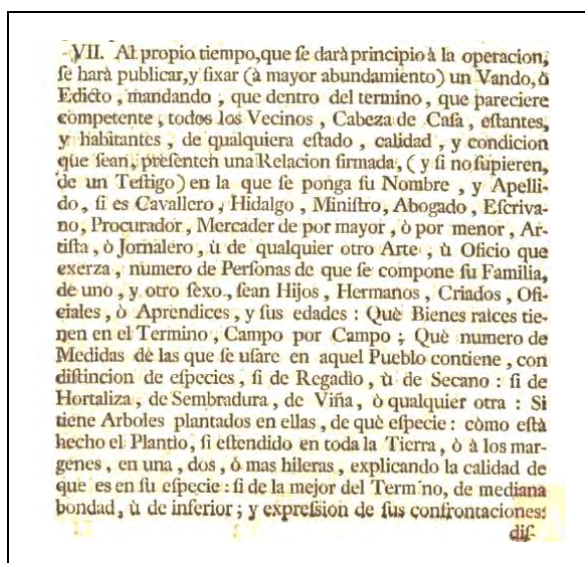 VII. Al propio tiempo, que ſe darà principio à la operacion,
ſe harà publicar, y fixar (à mayor abundamiento) un Vando, ò
Edicto, mandando, que dentro del termino, que pareciere
competente, todos los Vecinos, Cabeza de Caſa, eſtantes,
y habitantes, de qualquiera eſtado, calidad, y condicion
que ſean, preſenten una Relacion firmada, (y ſi no ſupieren,
de un Teſtigo) en la que ſe ponga ſu Nombre, y Apelli-
do, ſi es Cavallero, Hidalgo, Miniſtro, Abogado, Eſcriva-
no, Procurador, Mercader de por mayor, ò por menor, Ar-
tiſta, ò Jornalero, ù de qualquier otro Arte, ù Oficio que
exerza, numero de Perſonas de que ſe compone ſu Familia,
de uno, y otro ſexo, ſean Hijos, Hermanos, Criados, Ofi-
ciales, ò Aprendices, y ſus edades: Què Bienes raìces tie-
nen en el Termino, Campo por Campo; Què numero de
Medidas de las que ſe uſare en aquel Pueblo contiene, con
diſtincion de eſpecies, ſi de Regadìo, ù de Secano: ſi de
Hortaliza, de Sembradura, de Viña, ò qualquier otra: Si
tiene Arboles plantados en ellas, de què eſpecie: còmo eſtà
hecho el Plantìo, ſi eſtendido en toda la Tierra, ò à los mar-
genes, en una, dos, ò mas hileras, explicando la calidad de
que es en ſu eſpecie: ſi de la mejor del Term no, de mediana
bondad, ù de inferior; y expreſsion de ſus confrontaciones:
diſ-